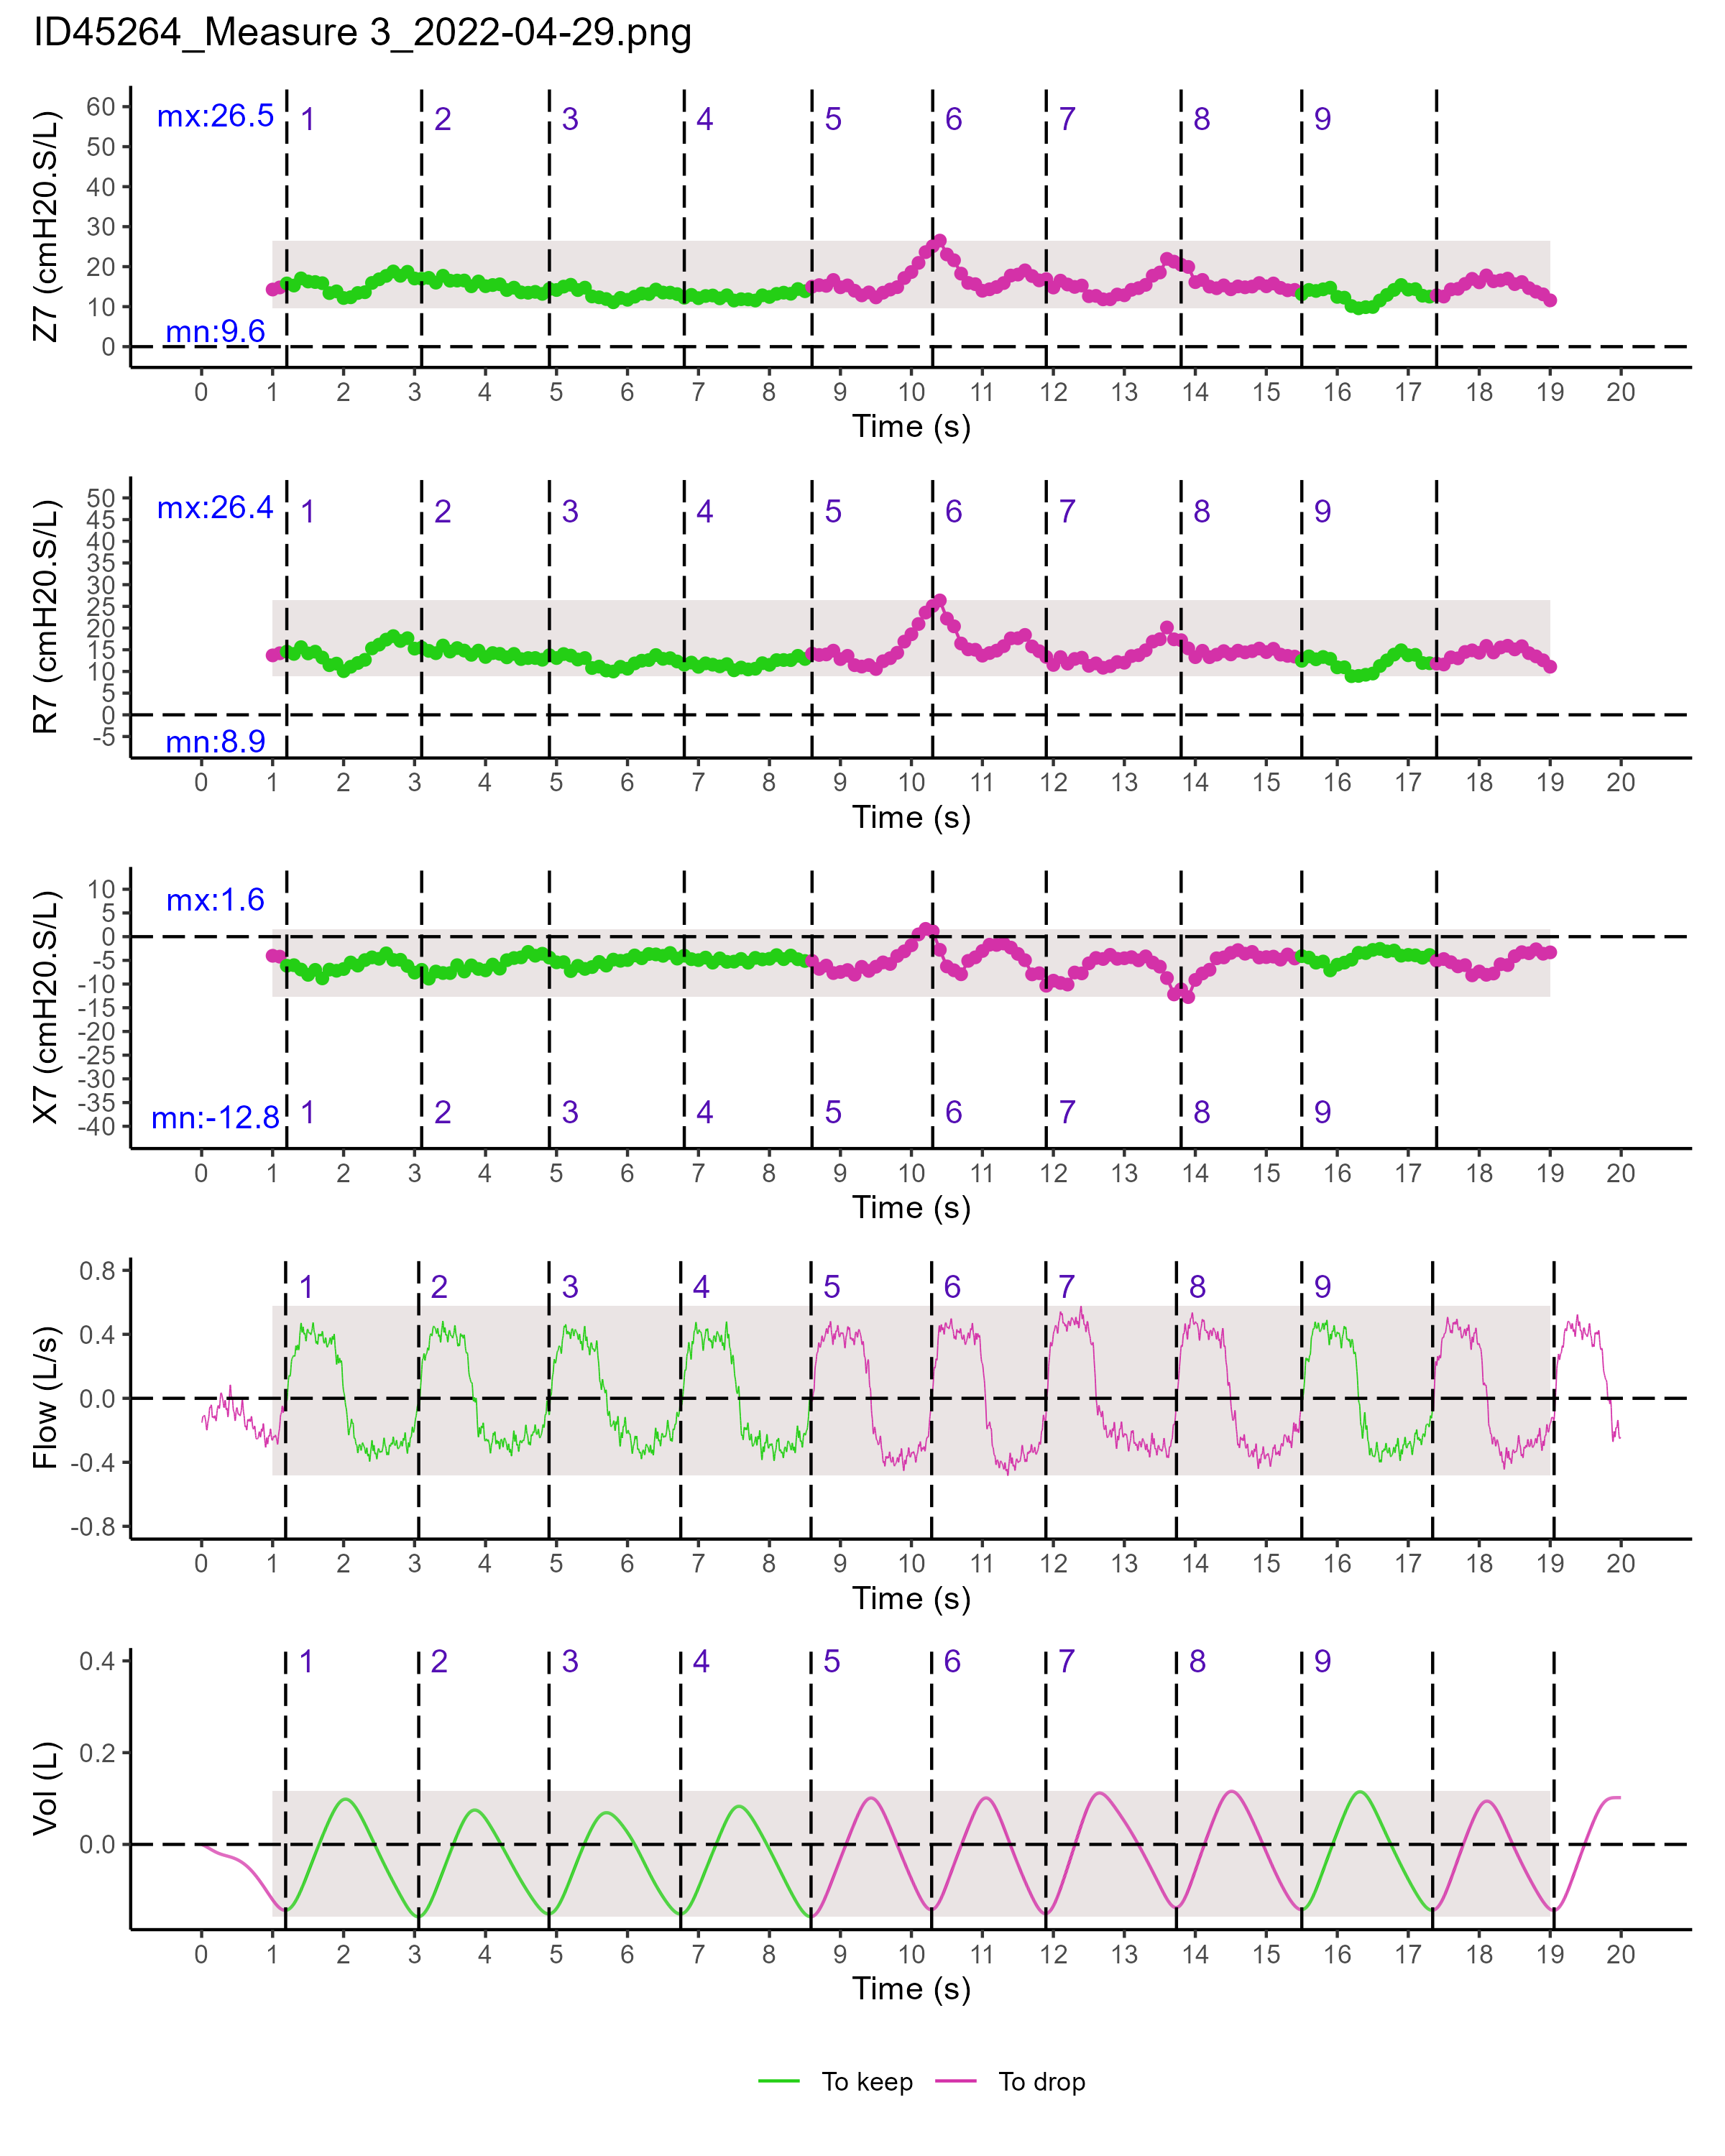 ID45264_Measure 3_2022-04-29.png
mx:26.5 1 2 3 4 5 6 7 8 9
60
50
40
30
20
10
0
mn:9.6
Z7 (cmH20.S/L)
0 1 2 3 4 5 6 7 8 9 10 11 12 13 14 15 16 17 18 19 20
Time (s)
mx:26.4 1 2 3 4 5 6 7 8 9
50
45
40
35
30
25
20
15
10
5
0
-5
mn:8.9
R7 (cmH20.S/L)
0 1 2 3 4 5 6 7 8 9 10 11 12 13 14 15 16 17 18 19 20
Time (s)
mx:1.6
10
5
0
-5
-10
-15
-20
-25
-30
-35
-40
mn:-12.8 1 2 3 4 5 6 7 8 9
X7 (cmH20.S/L)
0 1 2 3 4 5 6 7 8 9 10 11 12 13 14 15 16 17 18 19 20
Time (s)
1 2 3 4 5 6 7 8 9
0.8
0.4
0.0
-0.4
-0.8
Flow (L/s)
0 1 2 3 4 5 6 7 8 9 10 11 12 13 14 15 16 17 18 19 20
Time (s)
1 2 3 4 5 6 7 8 9
0.4
0.2
0.0
Vol (L)
0 1 2 3 4 5 6 7 8 9 10 11 12 13 14 15 16 17 18 19 20
Time (s)
To keep To drop